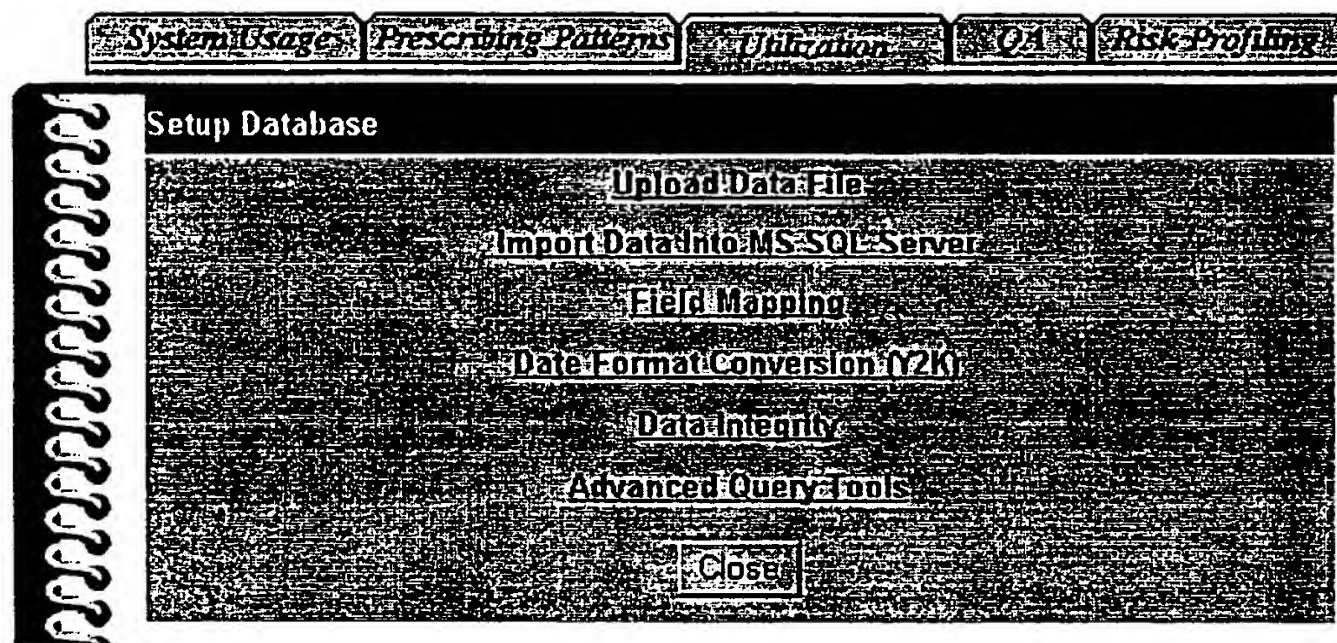 System Usage Prescribing Patterns Utilization QA Risk-Profiling
Setup Database
Upload Data File
Import Data Into MS SQL Server
Field Mapping
Date Format Conversion (Y2K)
Data Integrity
Advanced Query Tools
Close